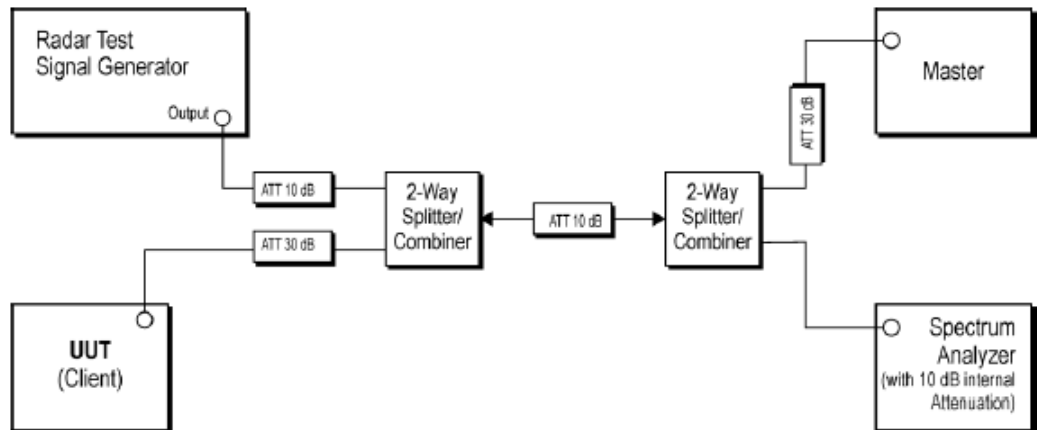 Radar Test
Signal Generator
Output
Master
ATT 30 dB
ATT 10 dB
2-Way
Splitter/
Combiner
ATT 10 dB
2-Way
Splitter/
Combiner
ATT 30 dB
UUT
(Client)
Spectrum
Analyzer
(with 10 dB internal
Attenuation)